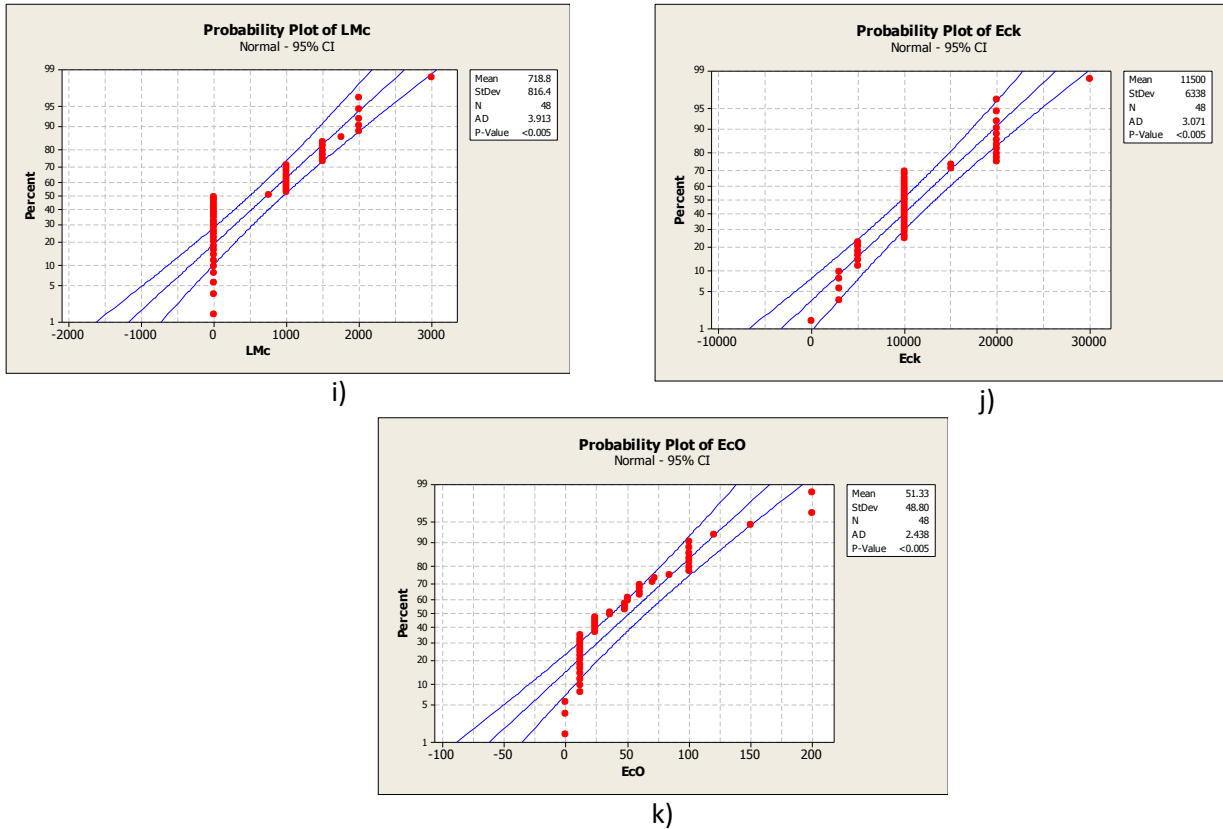 Probability Plot of LMc
Normal - 95% CI
99
95
90
80
70
60
50
40
30
20
10
5
1
Percent
-2000 -1000 0 1000 2000 3000
LMc
Mean 718.8
StDev 816.4
N 48
AD 3.913
P-Value <0.005
i)
Probability Plot of Eck
Normal - 95% CI
99
95
90
80
70
60
50
40
30
20
10
5
1
Percent
-10000 0 10000 20000 30000
Eck
Mean 11500
StDev 6338
N 48
AD 3.071
P-Value <0.005
j)
Probability Plot of EcO
Normal - 95% CI
99
95
90
80
70
60
50
40
30
20
10
5
1
Percent
-100 -50 0 50 100 150 200
EcO
Mean 51.33
StDev 48.80
N 48
AD 2.438
P-Value <0.005
k)